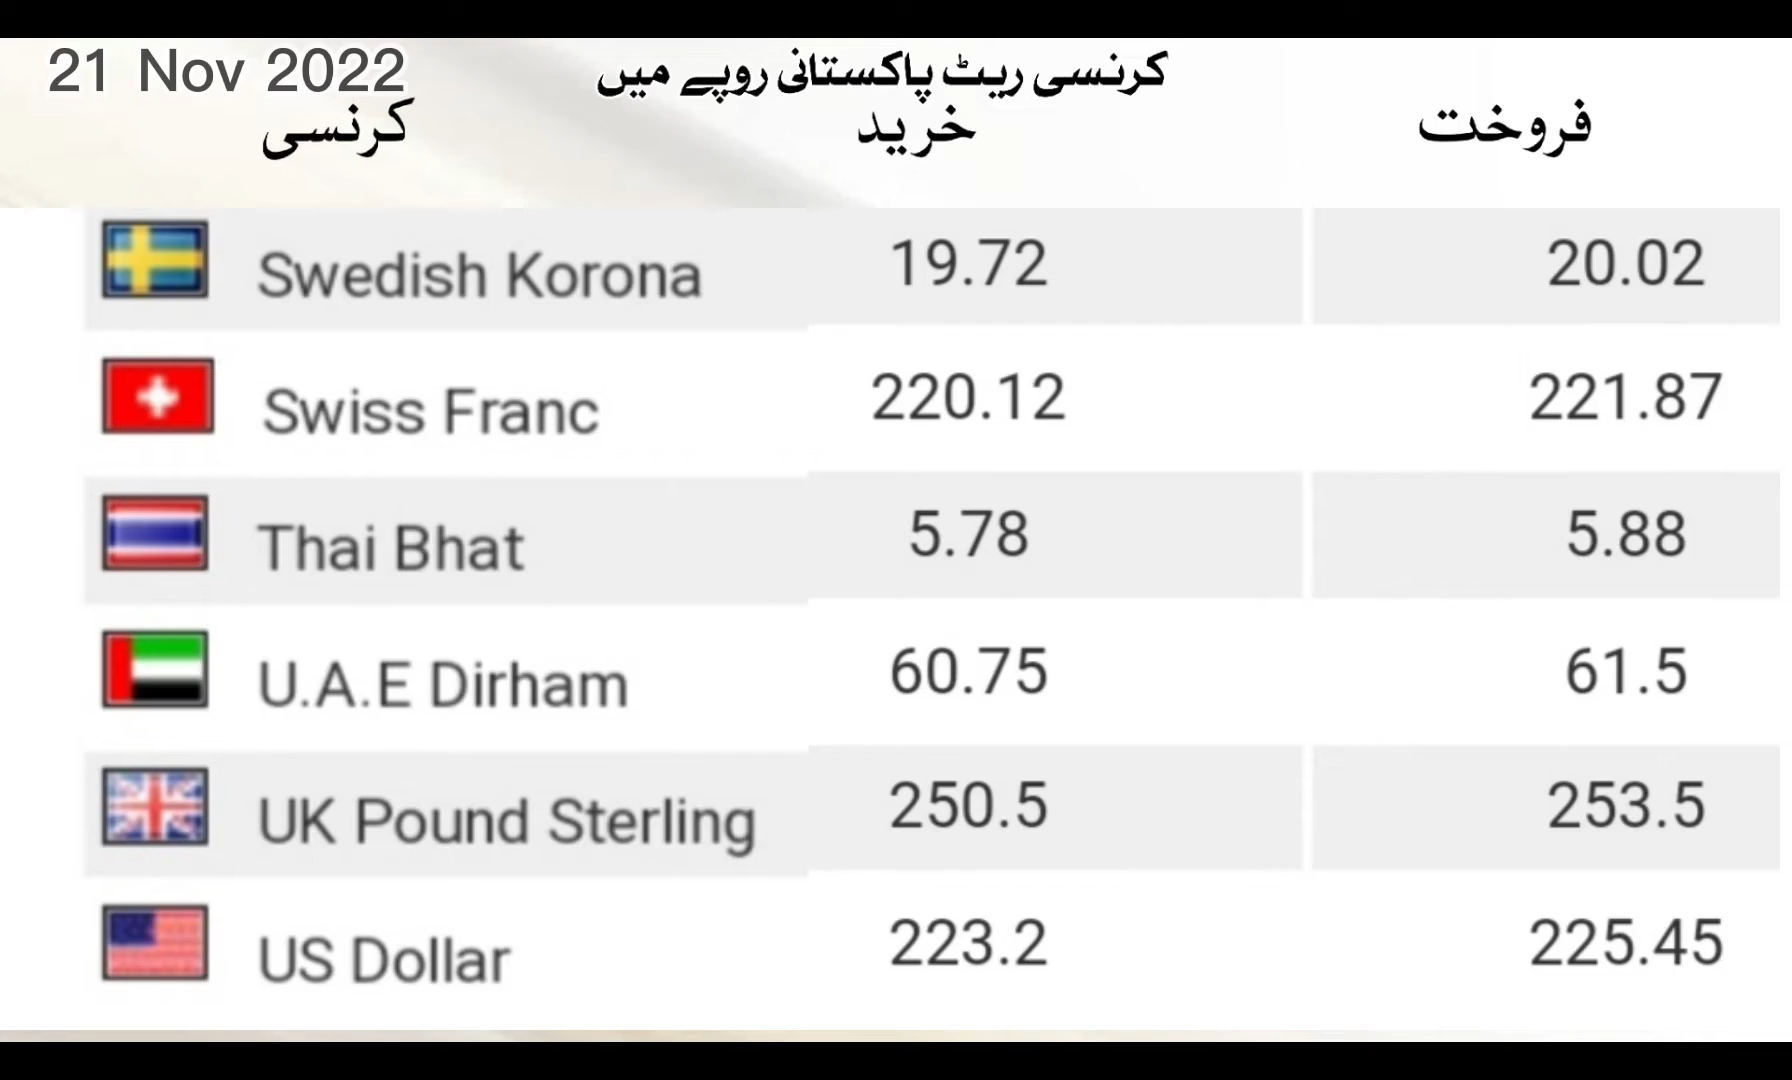 21 Nov 2022
کرنسی ریٹ پاکستانی روپے میں
کرنسی خرید فروخت
Swedish Korona 19.72 20.02
Swiss Franc 220.12 221.87
Thai Bhat 5.78 5.88
U.A.E Dirham 60.75 61.5
UK Pound Sterling 250.5 253.5
US Dollar 223.2 225.45